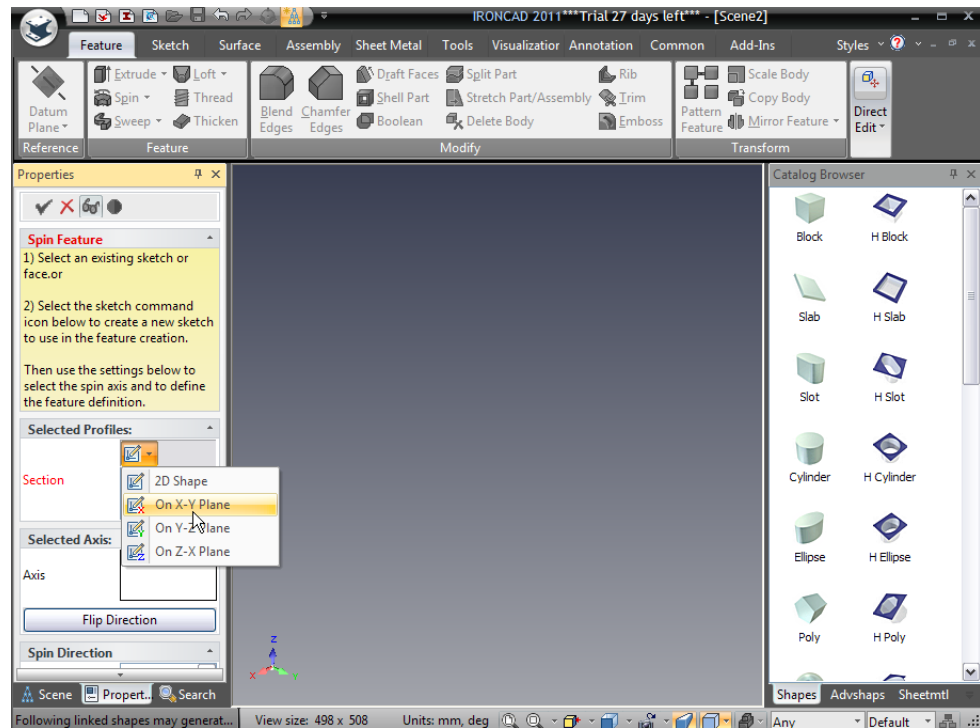 IRONCAD 2011***Trial 27 days left*** - [Scene2]
Feature Sketch Surface Assembly Sheet Metal Tools Visualization Annotation Common Add-Ins Styles
Extrude Loft Draft Faces Split Part Rib Scale Body
Spin Thread Shell Part Stretch Part/Assembly Trim Copy Body
Sweep Thicken Boolean Delete Body Emboss Mirror Feature
Datum Plane
Blend Edges
Chamfer Edges
Pattern Feature
Direct Edit
Reference Feature Modify Transform
Properties
Spin Feature
1) Select an existing sketch or
face.or
2) Select the sketch command
icon below to create a new sketch
to use in the feature creation.
Then use the settings below to
select the spin axis and to define
the feature definition.
Selected Profiles:
Section
2D Shape
On X-Y Plane
On Y-Z Plane
On Z-X Plane
Selected Axis:
Axis
Flip Direction
Spin Direction
Scene Propert... Search
z
x
Catalog Browser
Block H Block
Slab H Slab
Slot H Slot
Cylinder H Cylinder
Ellipse H Ellipse
Poly H Poly
Shapes Advshaps Sheetmtl
Following linked shapes may generat... View size: 498 x 508 Units: mm, deg Any Default